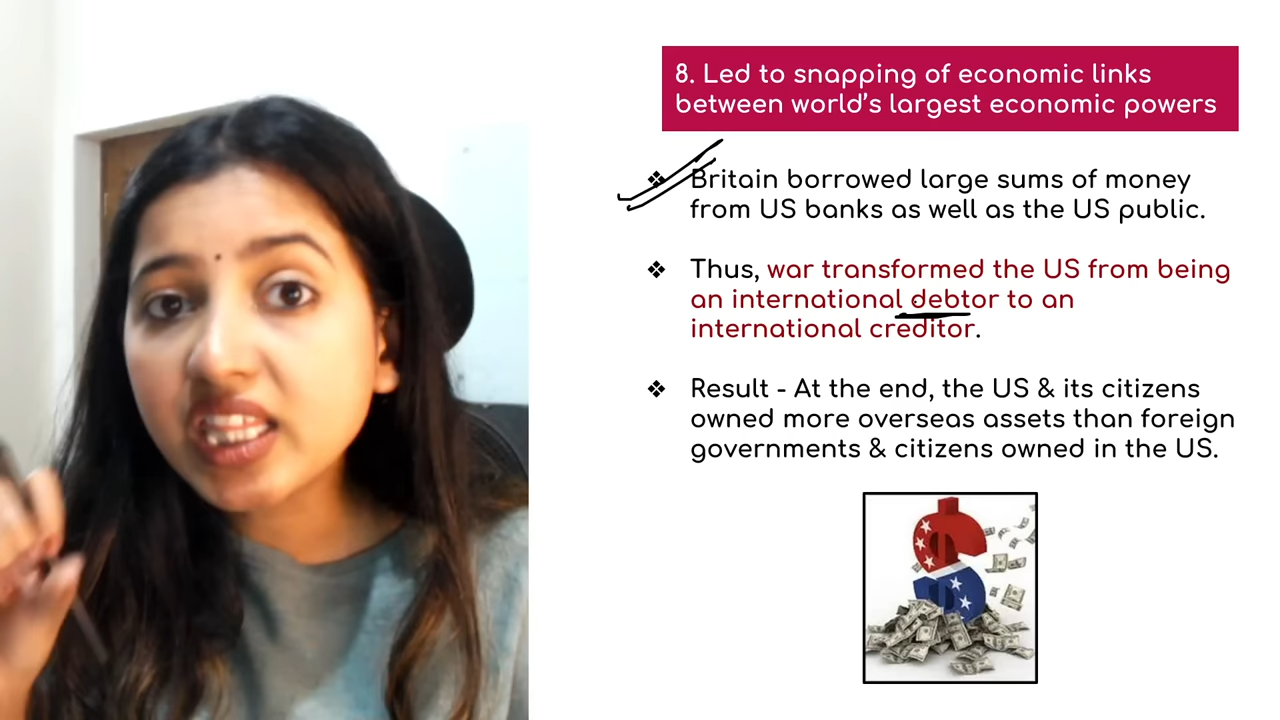 8. Led to snapping of economic links
between world's largest economic powers
❖ Britain borrowed large sums of money
from US banks as well as the US public.
❖ Thus, war transformed the US from being
an international debtor to an
international creditor.
❖ Result - At the end, the US & its citizens
owned more overseas assets than foreign
governments & citizens owned in the US.